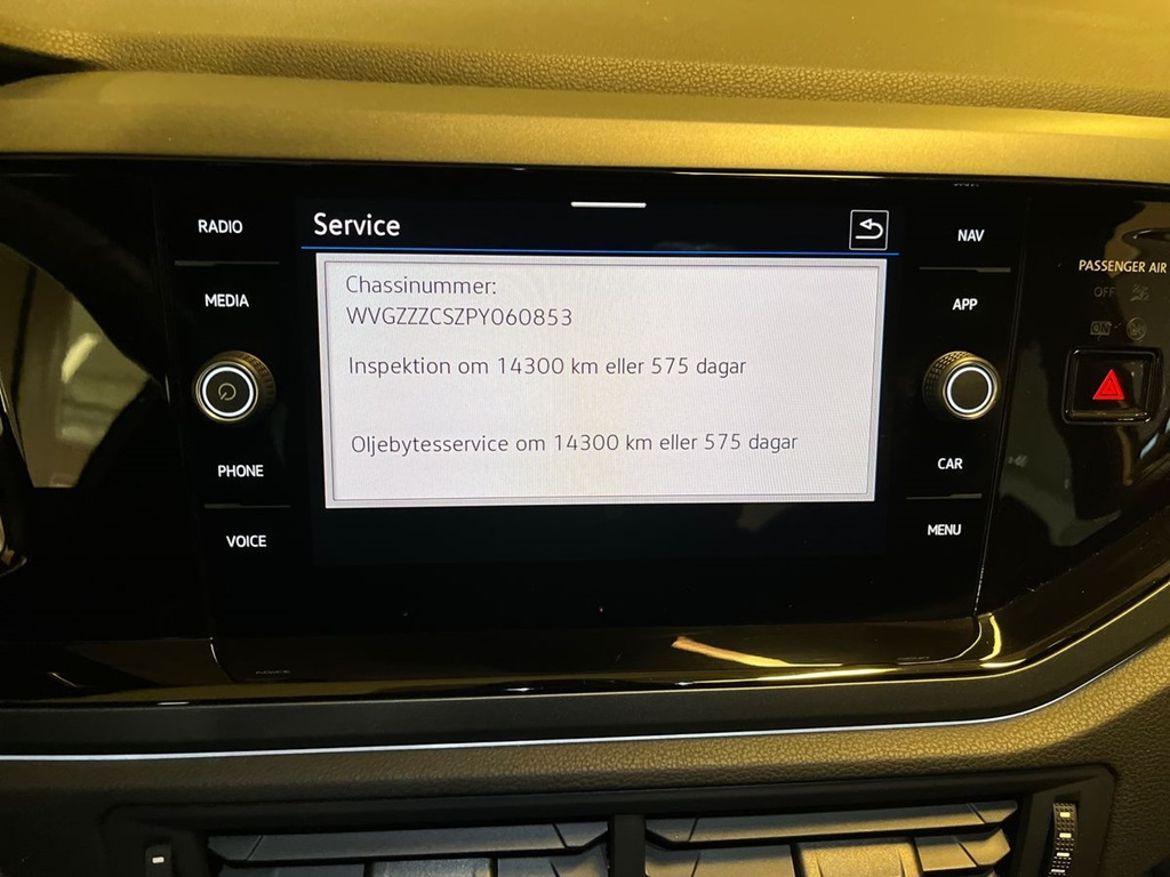 Service
Chassinummer:
WVGZZZCSZPY060853
Inspektion om 14300 km eller 575 dagar
Oljebytesservice om 14300 km eller 575 dagar
RADIO
MEDIA
PHONE
VOICE
NAV
APP
CAR
MENU
PASSENGER AIR
OFF
ON